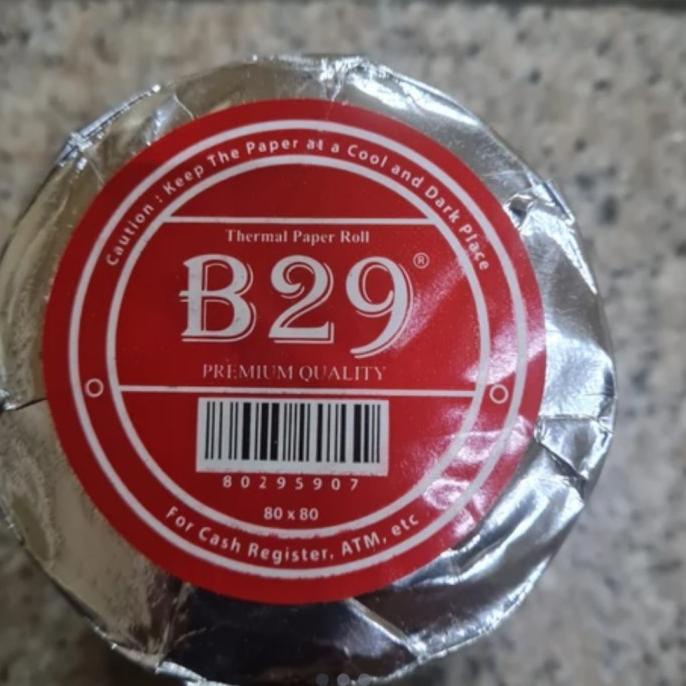 Caution : Keep The Paper at a Cool and Dark Place
Thermal Paper Roll
B29®
PREMIUM QUALITY
80295907
80 x 80
For Cash Register, ATM, etc